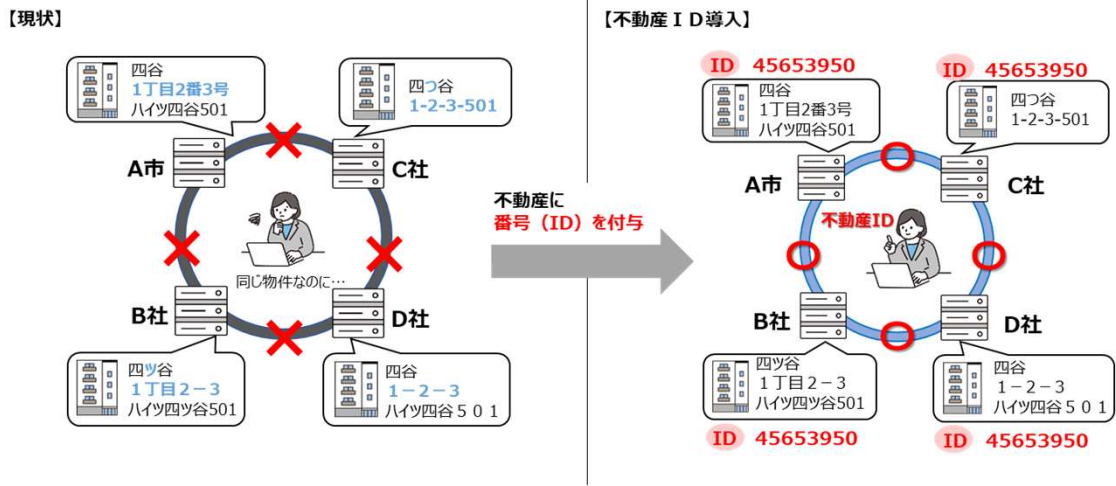 【現状】
四谷
1丁目2番3号
ハイツ四谷501
四つ谷
1-2-3-501
A市
C社
同じ物件なのに…
B社
D社
四ツ谷
１丁目２－３
ハイツ四ツ谷501
四谷
１－２－３
ハイツ四谷５０１
不動産に
番号（ID）を付与
【不動産ＩＤ導入】
ID 45653950
四谷
1丁目2番3号
ハイツ四谷501
ID 45653950
四つ谷
1-2-3-501
A市
C社
不動産ID
B社
D社
四ツ谷
１丁目２－３
ハイツ四ツ谷501
ID 45653950
四谷
１－２－３
ハイツ四谷５０１
ID 45653950